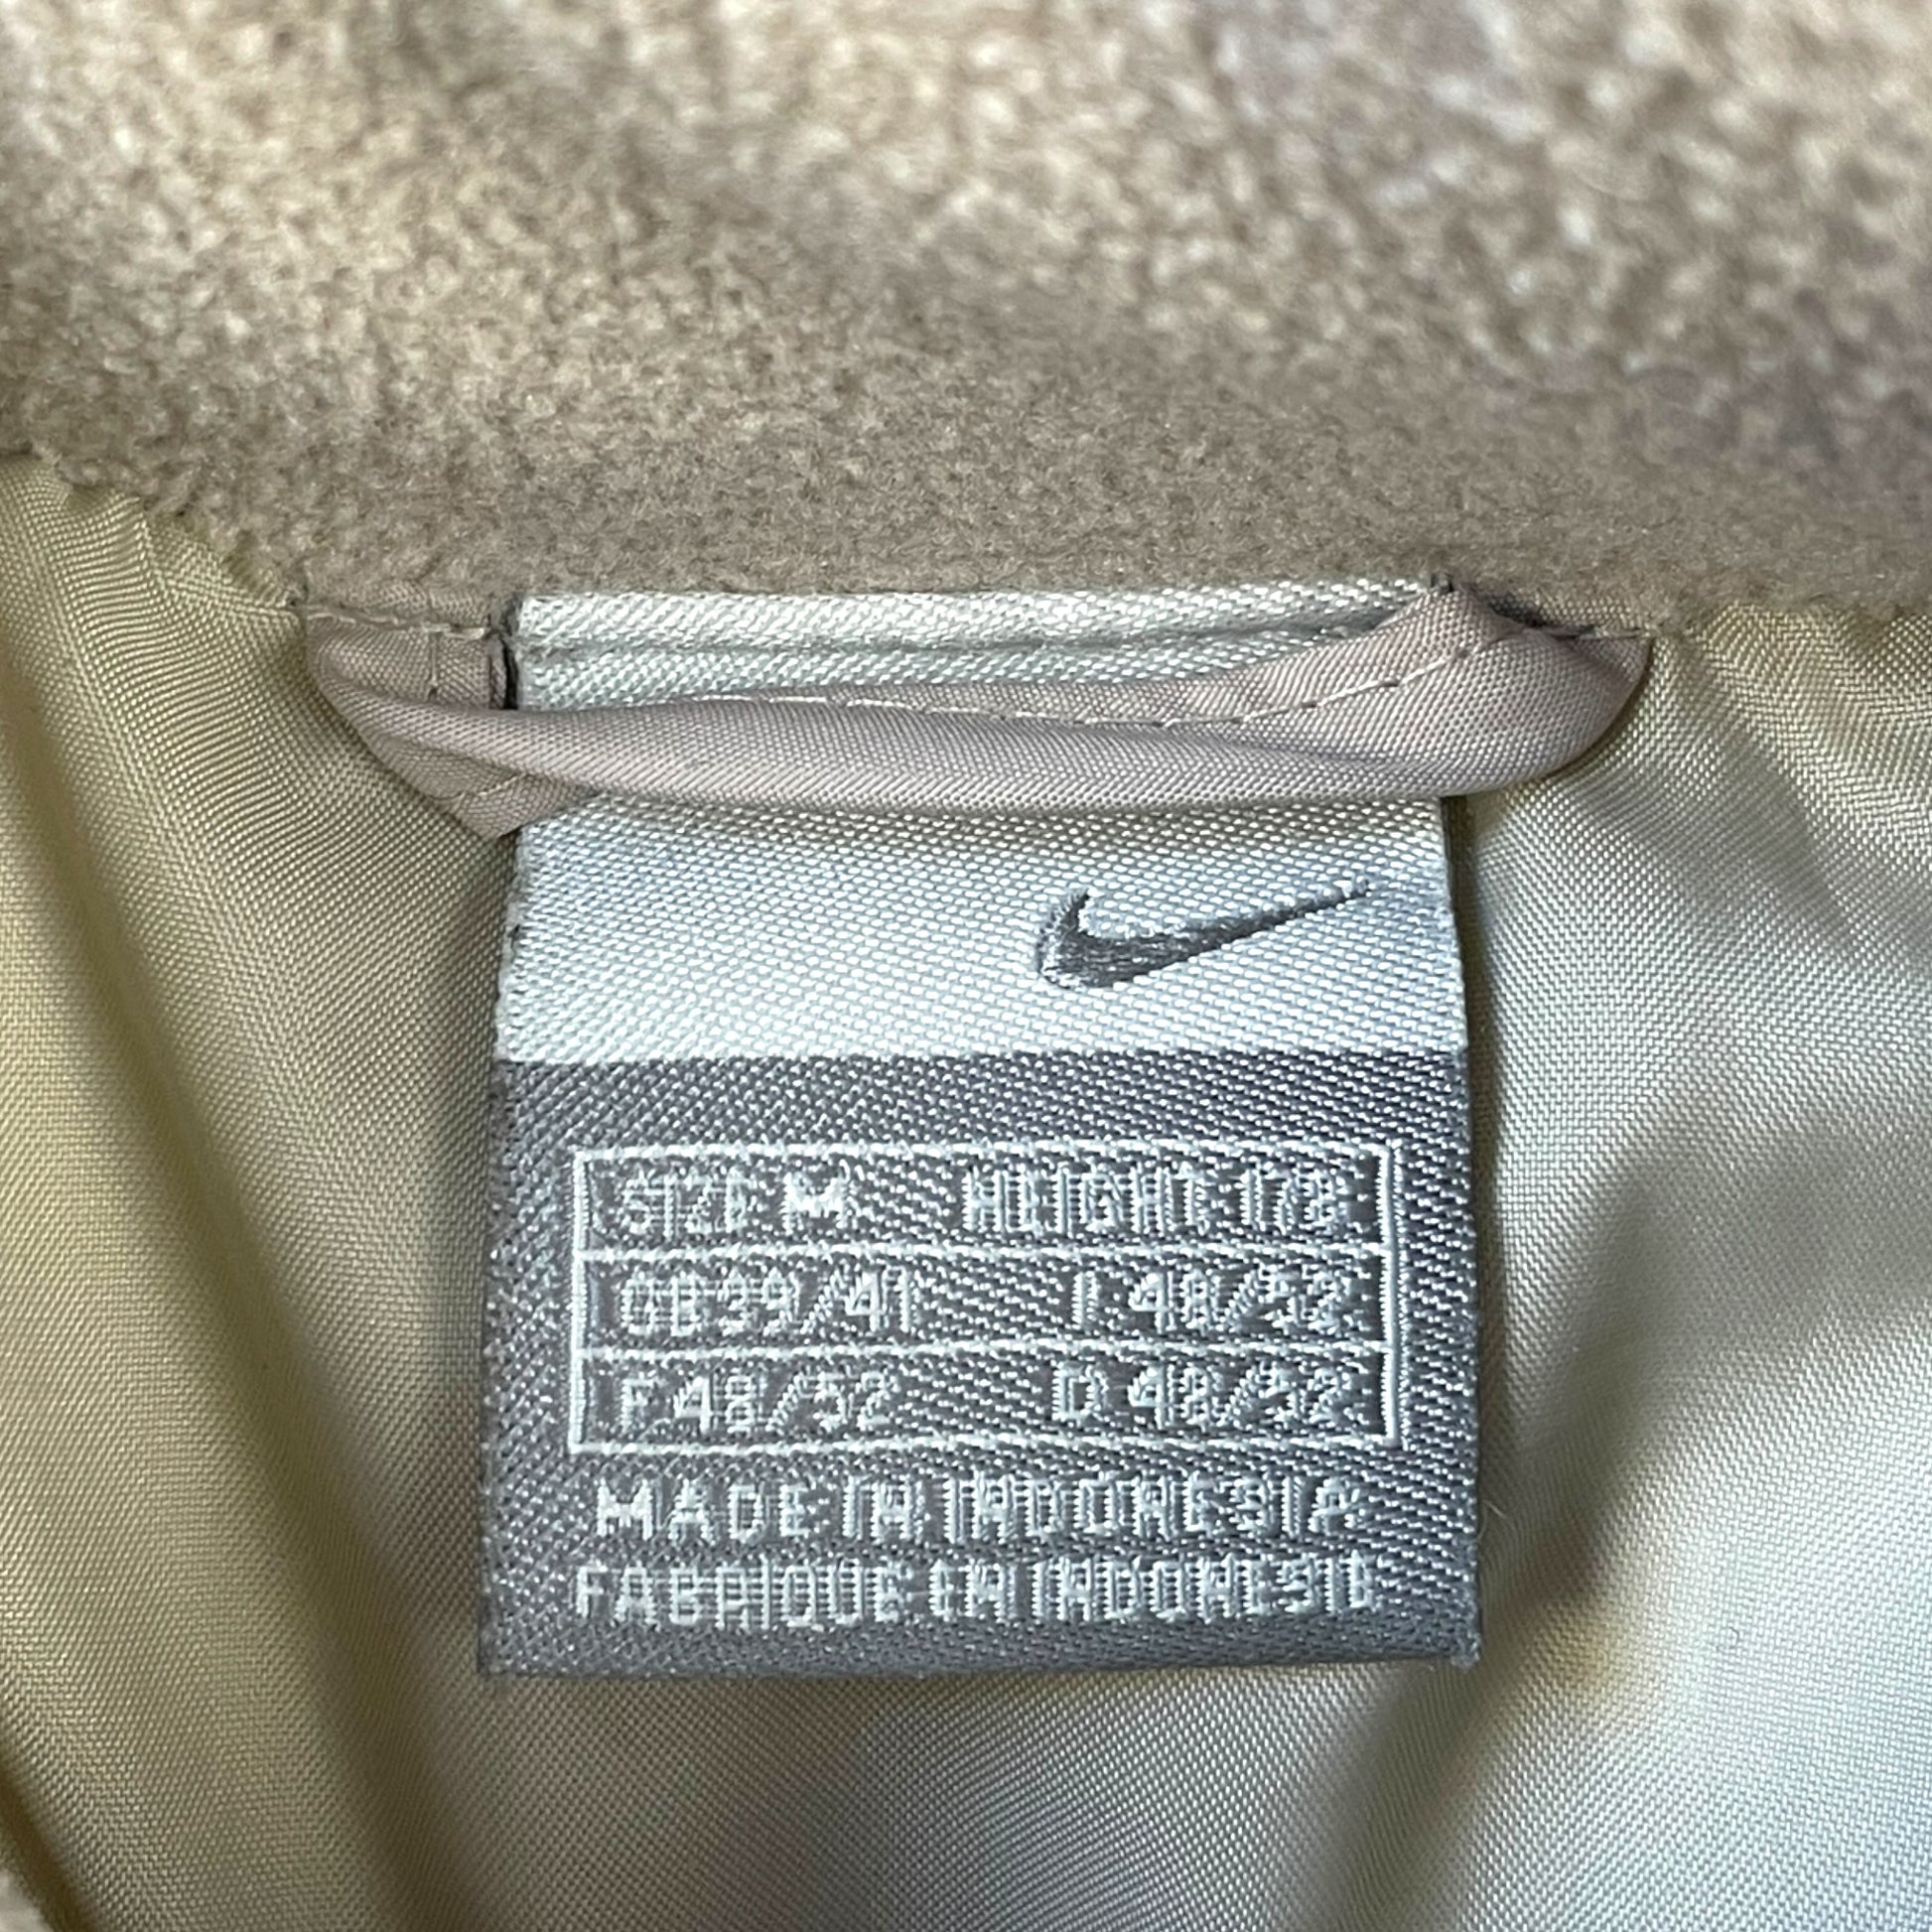 SIZE M HEIGHT 178
GB 39/41 I 48/52
F 48/52 D 48/52
MADE IN INDONESIA
FABRIQUE EN INDONESIE